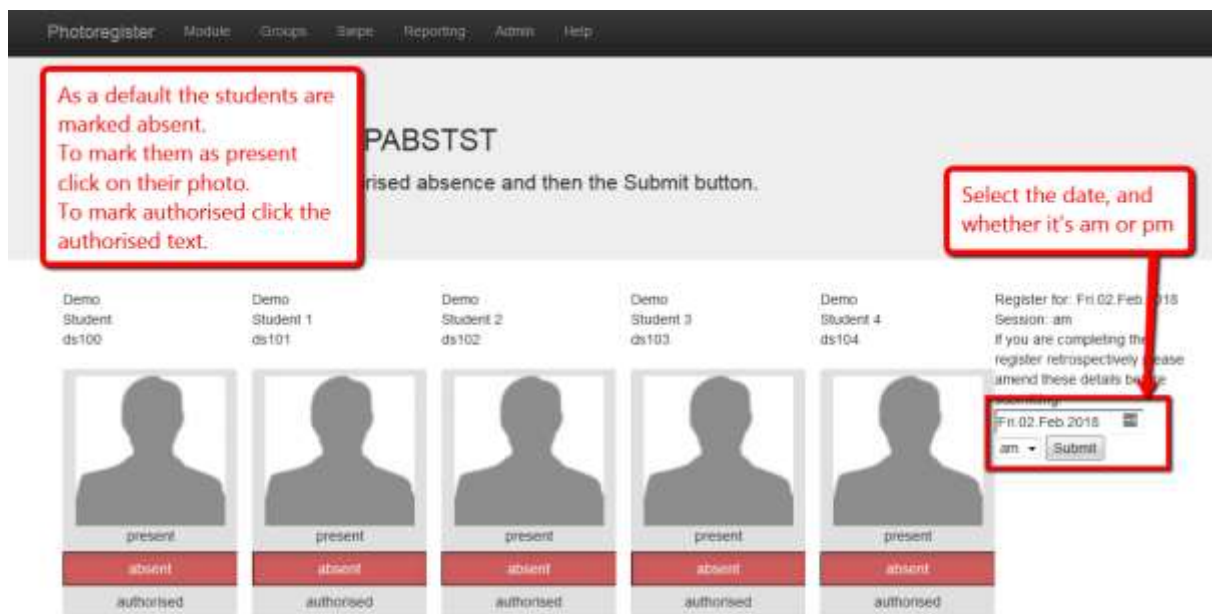 Photoregister Module Groups Swipe Reporting Admin Help
As a default the students are
marked absent.
To mark them as present
click on their photo.
To mark authorised click the
authorised text.
PABSTST
rised absence and then the Submit button.
Select the date, and
whether it's am or pm
Demo
Student
ds100
Demo
Student 1
ds101
Demo
Student 2
ds102
Demo
Student 3
ds103
Demo
Student 4
ds104
present
absent
authorised
present
absent
authorised
present
absent
authorised
present
absent
authorised
present
absent
authorised
Register for: Fri.02.Feb.2018
Session: am
If you are completing the
register retrospectively please
amend these details before
submitting.
Fri.02.Feb.2018
am Submit